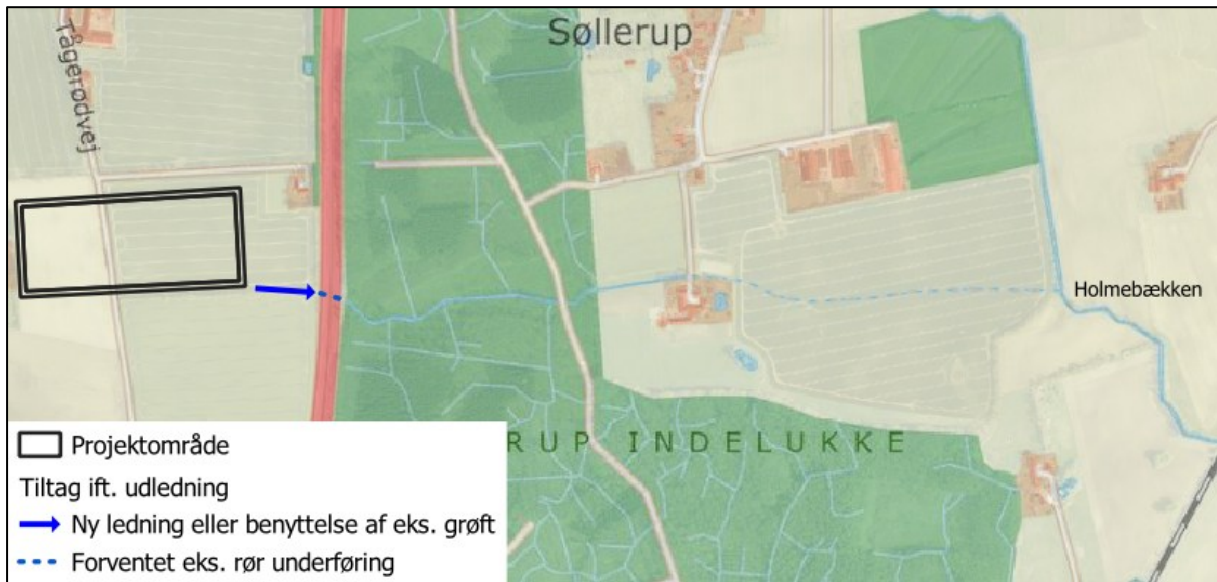 Søllerup
Tågerødvej
Holmebækken
RUP INDELUKKE
Projektområde
Tiltag ift. udledning
Ny ledning eller benyttelse af eks. grøft
Forventet eks. rør underføring